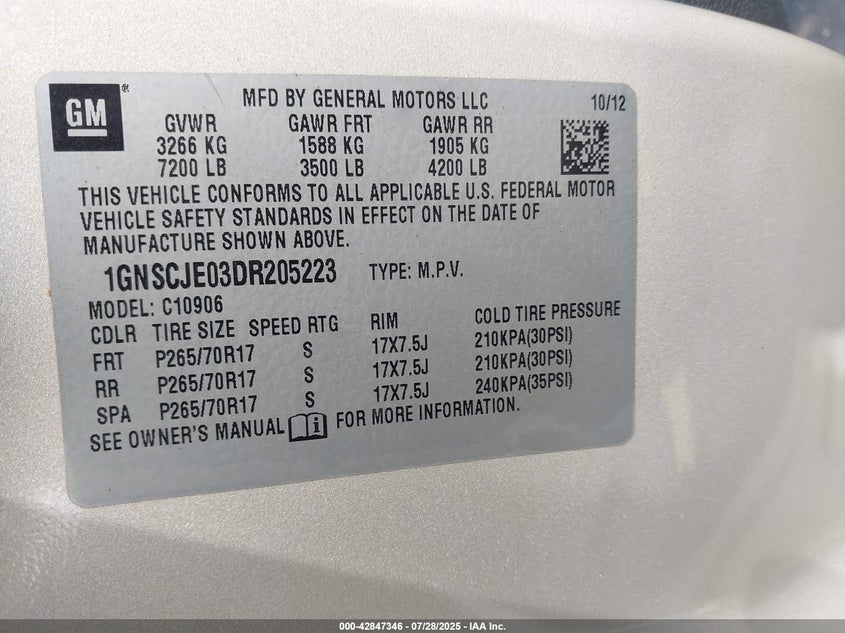 GM®
MFD BY GENERAL MOTORS LLC 10/12
GVWR GAWR FRT GAWR RR
3266 KG 1588 KG 1905 KG
7200 LB 3500 LB 4200 LB
THIS VEHICLE CONFORMS TO ALL APPLICABLE U.S. FEDERAL MOTOR
VEHICLE SAFETY STANDARDS IN EFFECT ON THE DATE OF
MANUFACTURE SHOWN ABOVE.
1GNSCJE03DR205223 TYPE: M.P.V.
MODEL: C10906
CDLR TIRE SIZE SPEED RTG RIM COLD TIRE PRESSURE
FRT P265/70R17 S 17X7.5J 210KPA(30PSI)
RR P265/70R17 S 17X7.5J 210KPA(30PSI)
SPA P265/70R17 S 17X7.5J 240KPA(35PSI)
SEE OWNER'S MANUAL i FOR MORE INFORMATION.
000-42847346 / 07/28/2025 - IAA Inc.